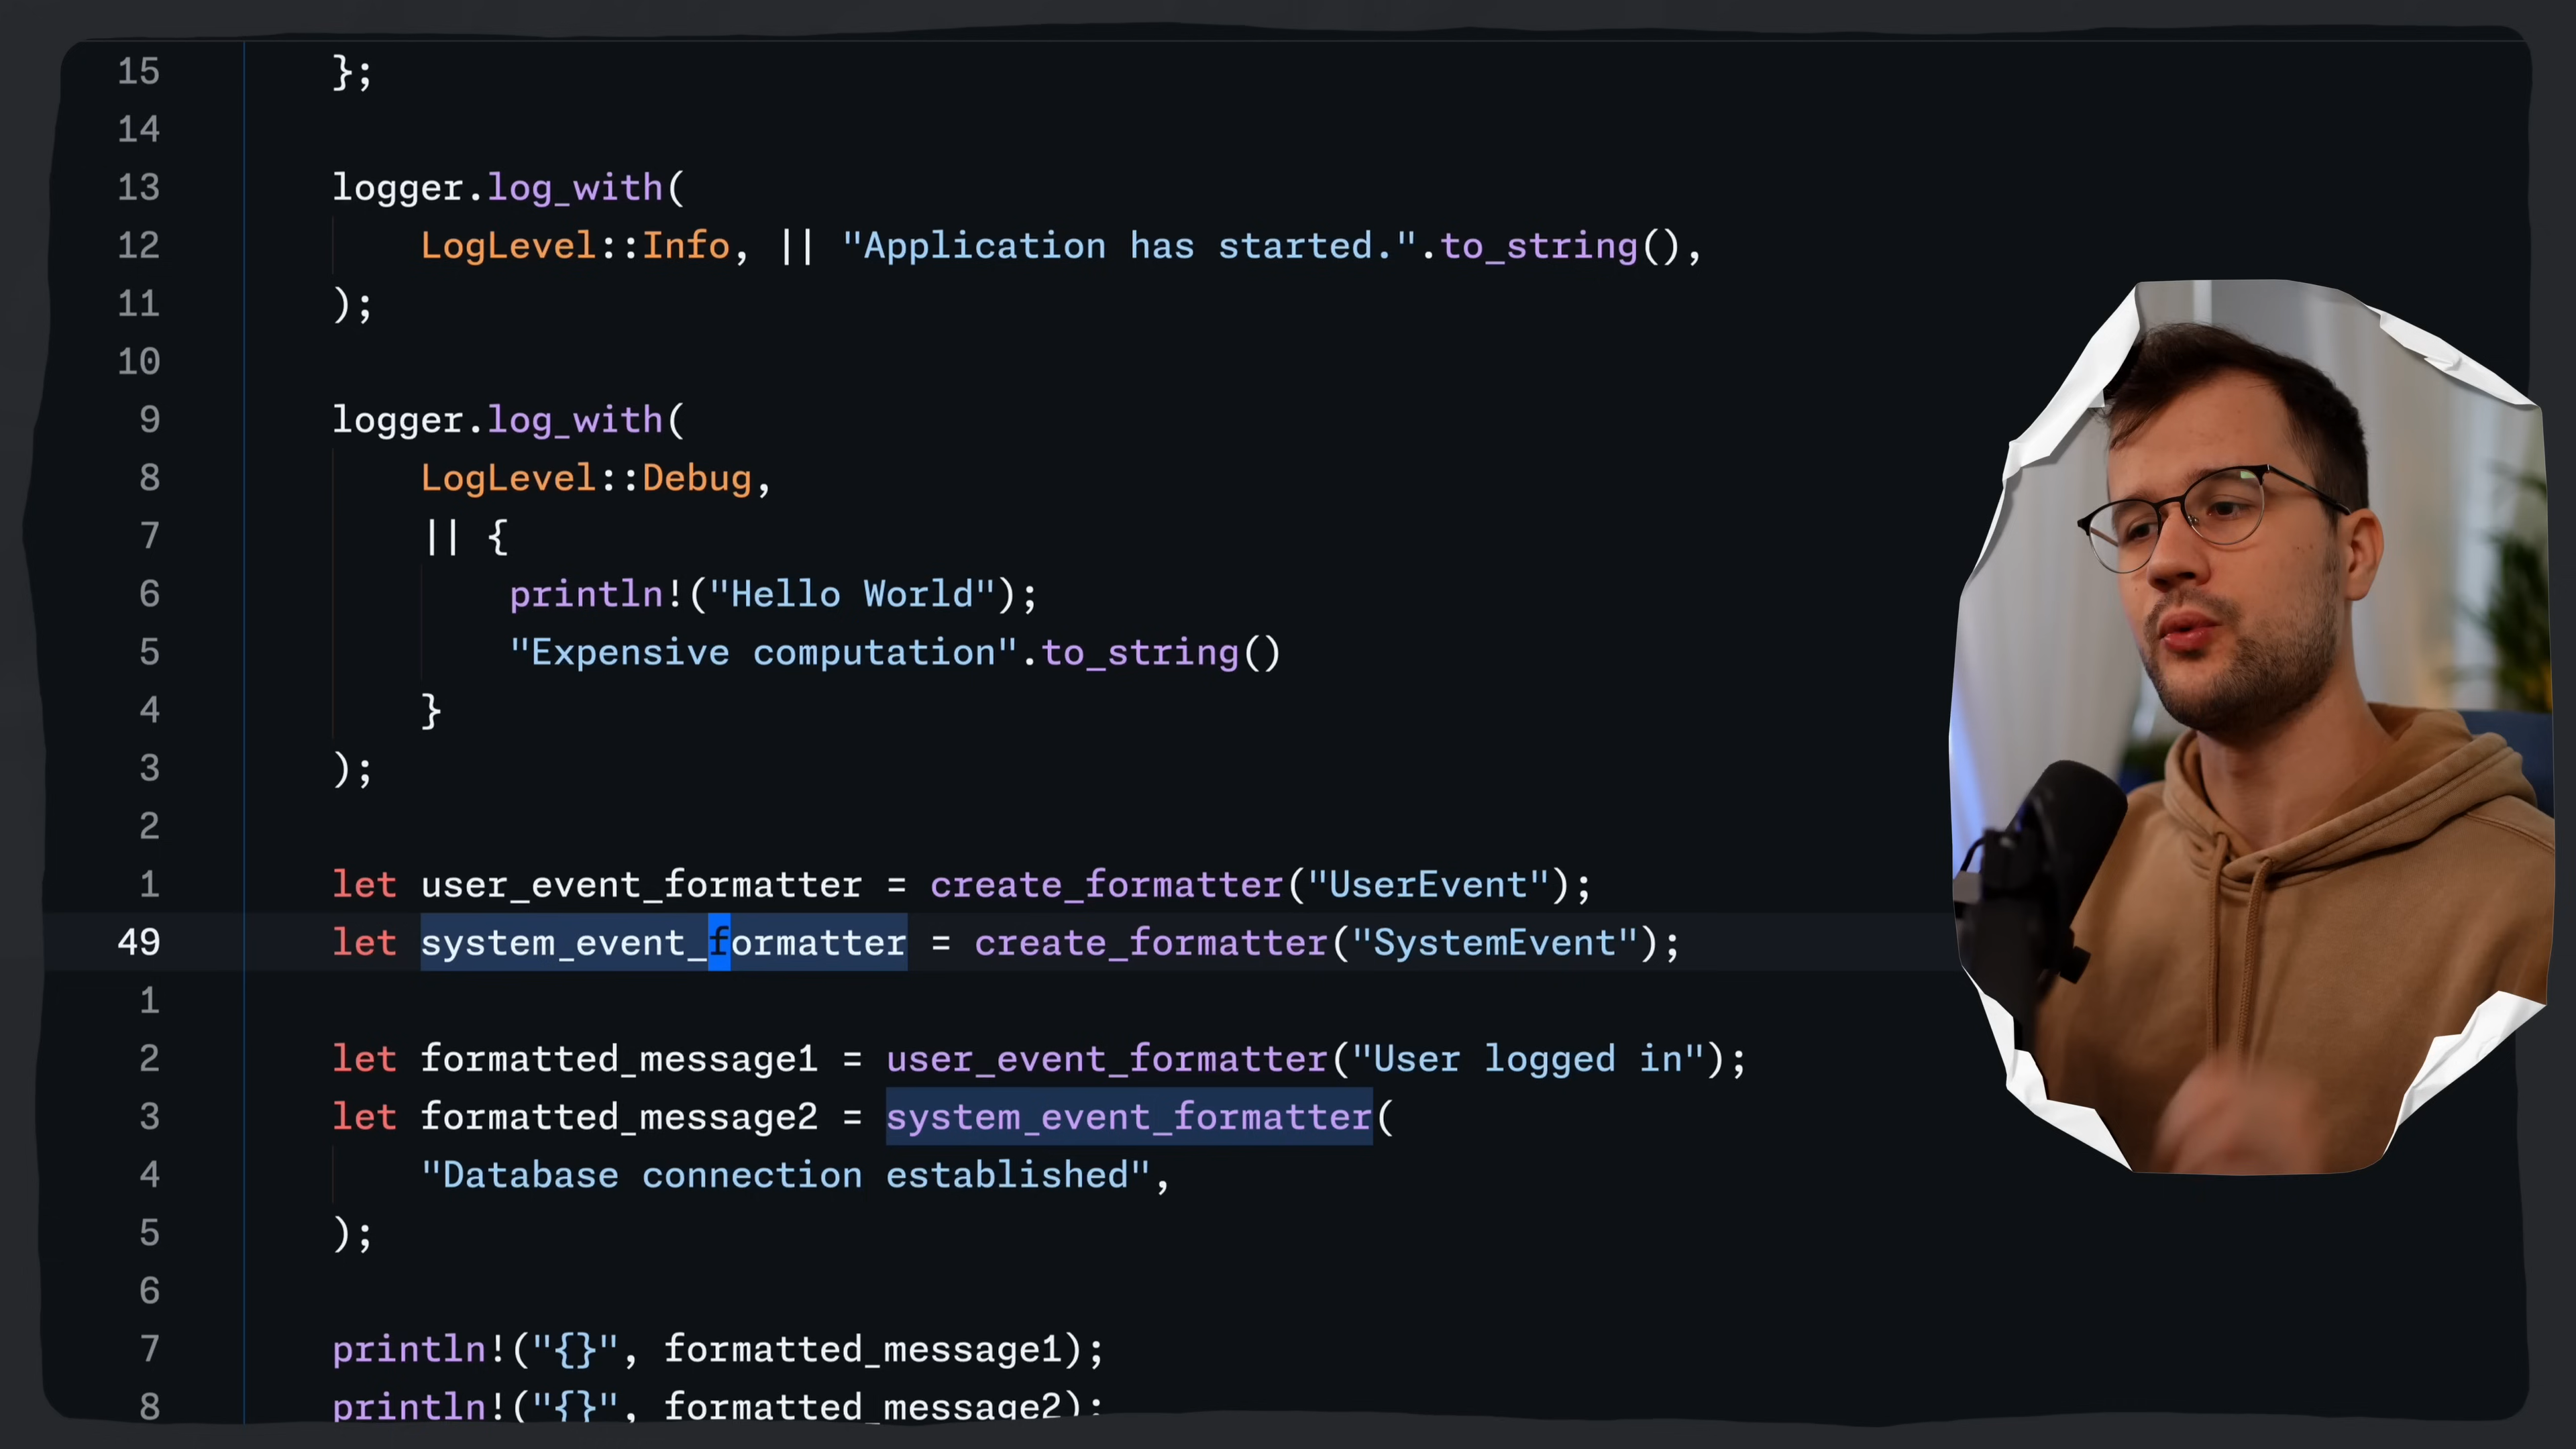 15 };
14
13 logger.log_with(
12 LogLevel::Info, || "Application has started.".to_string(),
11 );
10
9 logger.log_with(
8 LogLevel::Debug,
7 || {
6 println!("Hello World");
5 "Expensive computation".to_string()
4 }
3 );
2
1 let user_event_formatter = create_formatter("UserEvent");
49 let system_event_formatter = create_formatter("SystemEvent");
1
2 let formatted_message1 = user_event_formatter("User logged in");
3 let formatted_message2 = system_event_formatter(
4 "Database connection established",
5 );
6
7 println!("{}", formatted_message1);
8 println!("{}", formatted_message2);